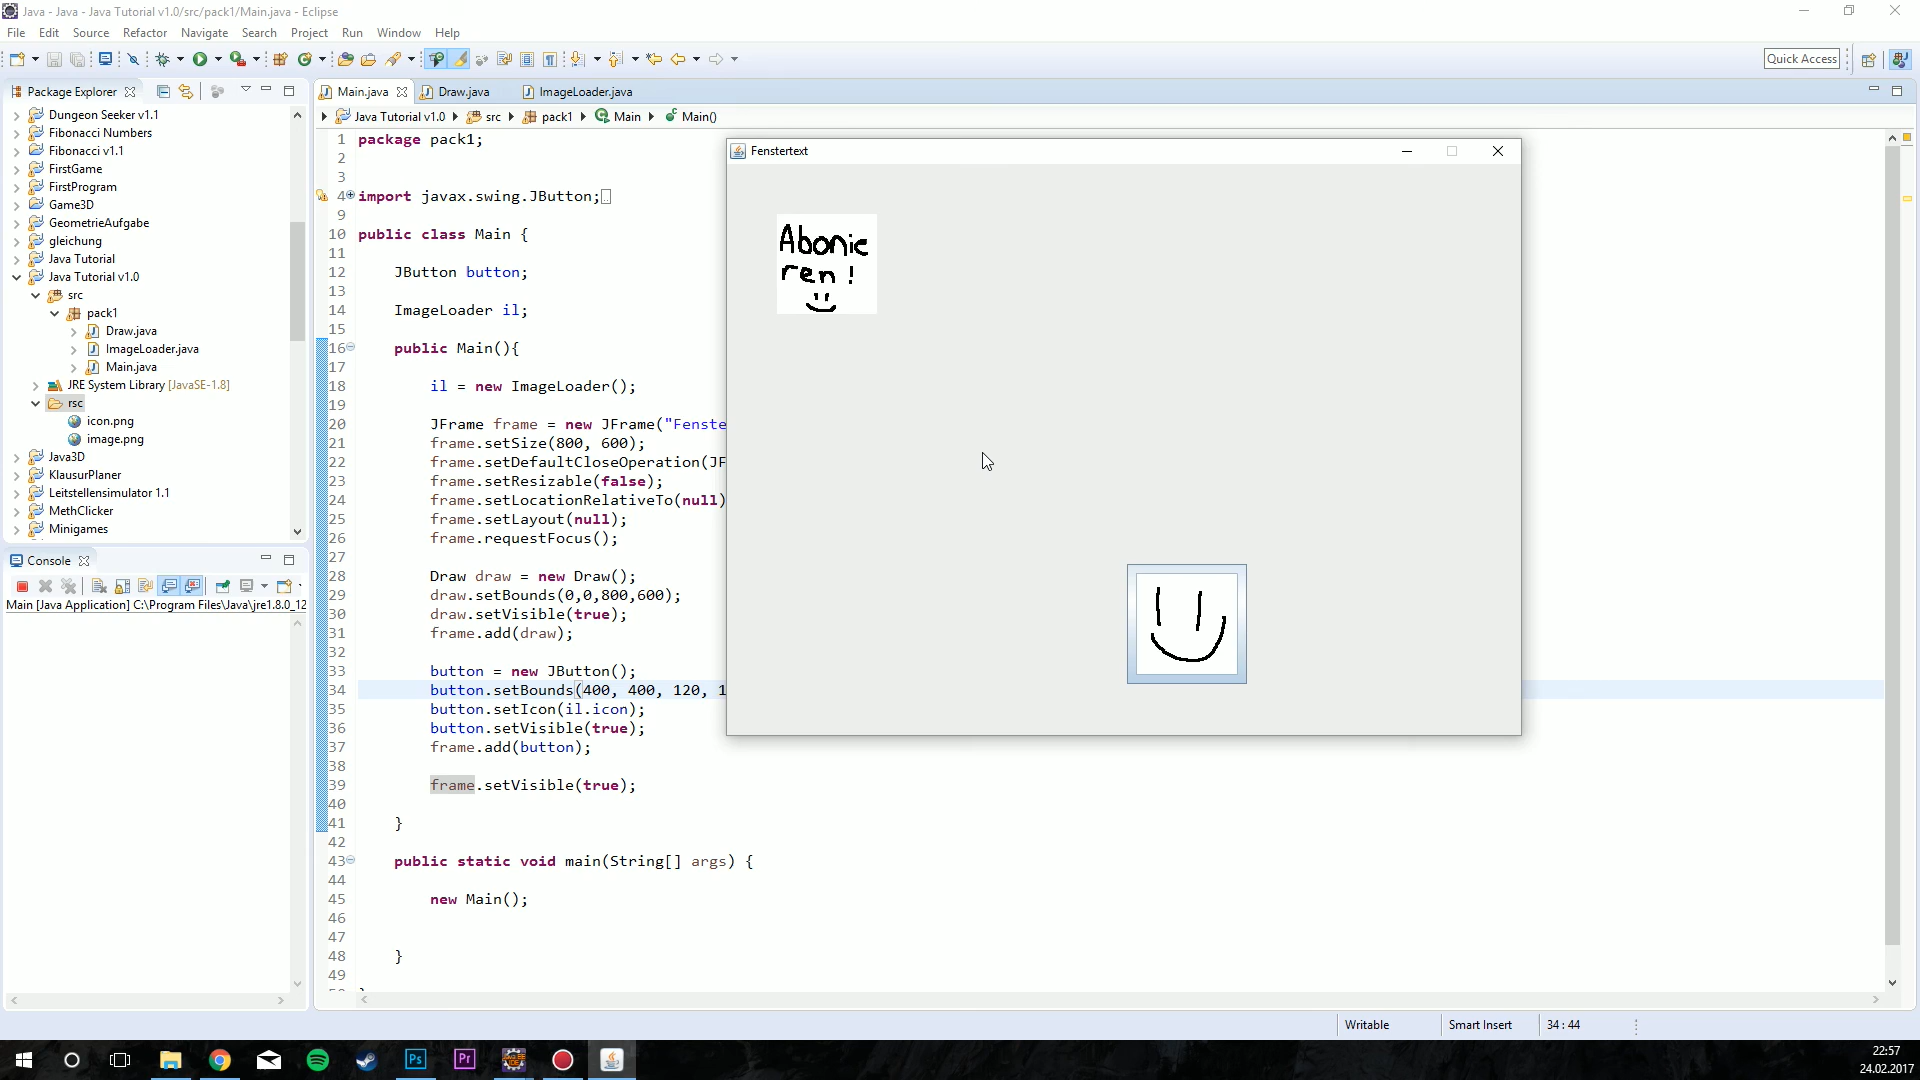 Java - Java - Java Tutorial v1.0/src/pack1/Main.java - Eclipse
File Edit Source Refactor Navigate Search Project Run Window Help
Quick Access
Package Explorer
Dungeon Seeker v1.1
Fibonacci Numbers
Fibonacci v1.1
FirstGame
FirstProgram
Game3D
GeometrieAufgabe
gleichung
Java Tutorial
Java Tutorial v1.0
src
pack1
Draw.java
ImageLoader.java
Main.java
JRE System Library [JavaSE-1.8]
rsc
icon.png
image.png
Java3D
KlausurPlaner
Leitstellensimulator 1.1
MethClicker
Minigames
Console
Main [Java Application] C:\Program Files\Java\jre1.8.0_12
Main.java Draw.java ImageLoader.java
Java Tutorial v1.0 src pack1 Main Main()
1 package pack1;
2
3
4 import javax.swing.JButton;
9
10 public class Main {
11
12 JButton button;
13
14 ImageLoader il;
15
16 public Main(){
17
18 il = new ImageLoader();
19
20 JFrame frame = new JFrame("Fenste
21 frame.setSize(800, 600);
22 frame.setDefaultCloseOperation(JF
23 frame.setResizable(false);
24 frame.setLocationRelativeTo(null)
25 frame.setLayout(null);
26 frame.requestFocus();
27
28 Draw draw = new Draw();
29 draw.setBounds(0,0,800,600);
30 draw.setVisible(true);
31 frame.add(draw);
32
33 button = new JButton();
34 button.setBounds(400, 400, 120, 1
35 button.setIcon(il.icon);
36 button.setVisible(true);
37 frame.add(button);
38
39 frame.setVisible(true);
40
41 }
42
43 public static void main(String[] args) {
44
45 new Main();
46
47
48 }
49
Fenstertext
Abonie
ren !
Writable Smart Insert 34 : 44
Ps Pr
22:57
24.02.2017